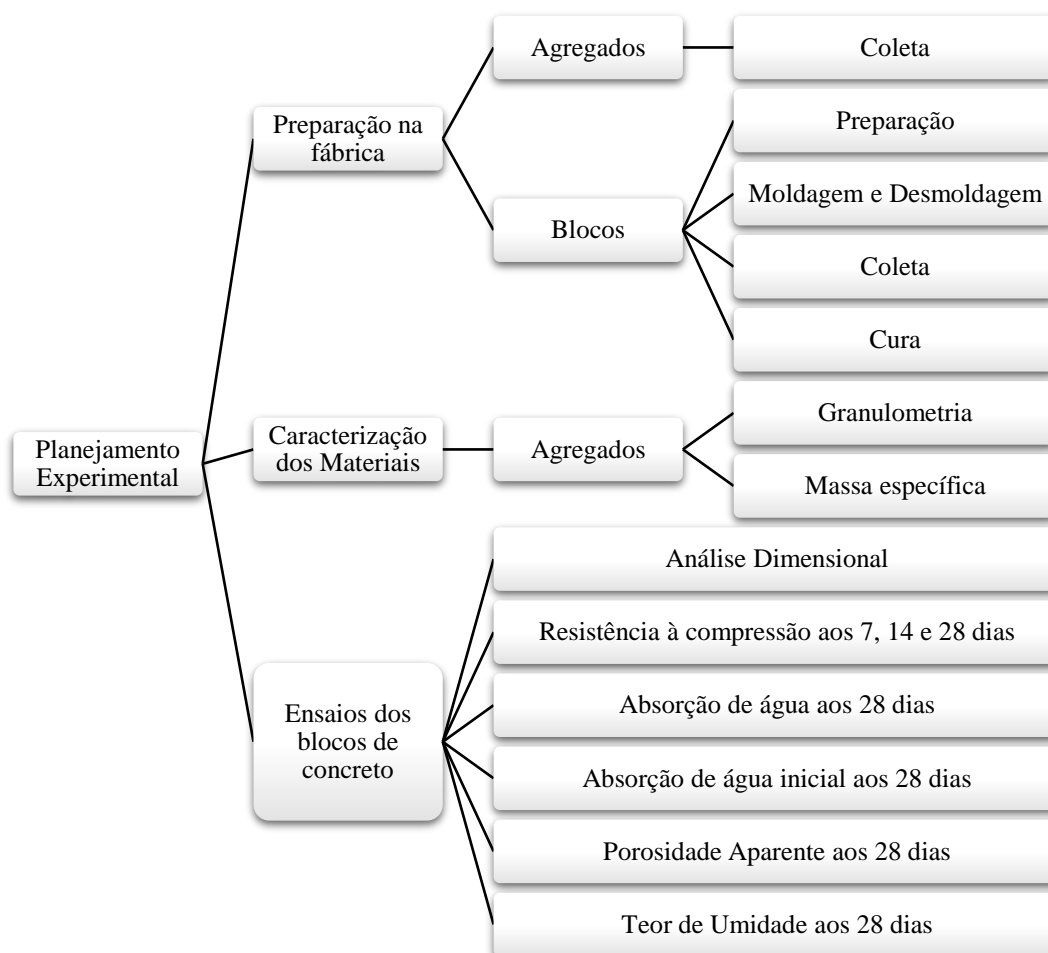 Planejamento
Experimental
Preparação na
fábrica
Agregados
Coleta
Blocos
Preparação
Moldagem e Desmoldagem
Coleta
Cura
Caracterização
dos Materiais
Agregados
Granulometria
Massa específica
Ensaios dos
blocos de
concreto
Análise Dimensional
Resistência à compressão aos 7, 14 e 28 dias
Absorção de água aos 28 dias
Absorção de água inicial aos 28 dias
Porosidade Aparente aos 28 dias
Teor de Umidade aos 28 dias